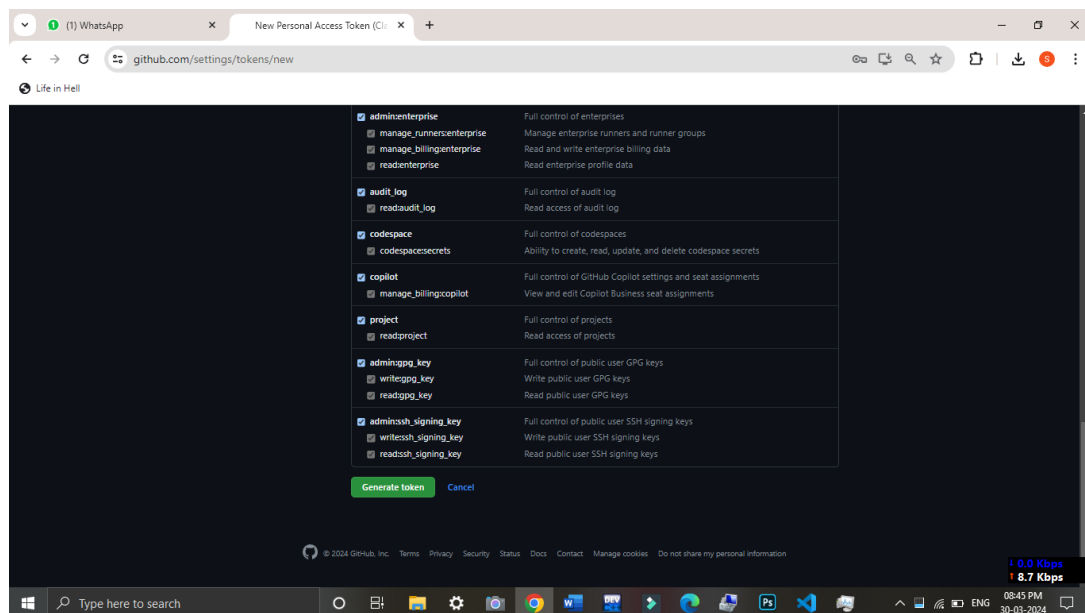 1 (1) WhatsApp
New Personal Access Token (Cla
github.com/settings/tokens/new
S
Life in Hell
admin:enterprise Full control of enterprises
manage_runners:enterprise Manage enterprise runners and runner groups
manage_billing:enterprise Read and write enterprise billing data
read:enterprise Read enterprise profile data
audit_log Full control of audit log
read:audit_log Read access of audit log
codespace Full control of codespaces
codespace:secrets Ability to create, read, update, and delete codespace secrets
copilot Full control of GitHub Copilot settings and seat assignments
manage_billing:copilot View and edit Copilot Business seat assignments
project Full control of projects
read:project Read access of projects
admin:gpg_key Full control of public user GPG keys
write:gpg_key Write public user GPG keys
read:gpg_key Read public user GPG keys
admin:ssh_signing_key Full control of public user SSH signing keys
write:ssh_signing_key Write public user SSH signing keys
read:ssh_signing_key Read public user SSH signing keys
Generate token Cancel
© 2024 GitHub, Inc. Terms Privacy Security Status Docs Contact Manage cookies Do not share my personal information
0.0 Kbps
8.7 Kbps
Type here to search
W
DEV
Ps
ENG
08:45 PM
30-03-2024